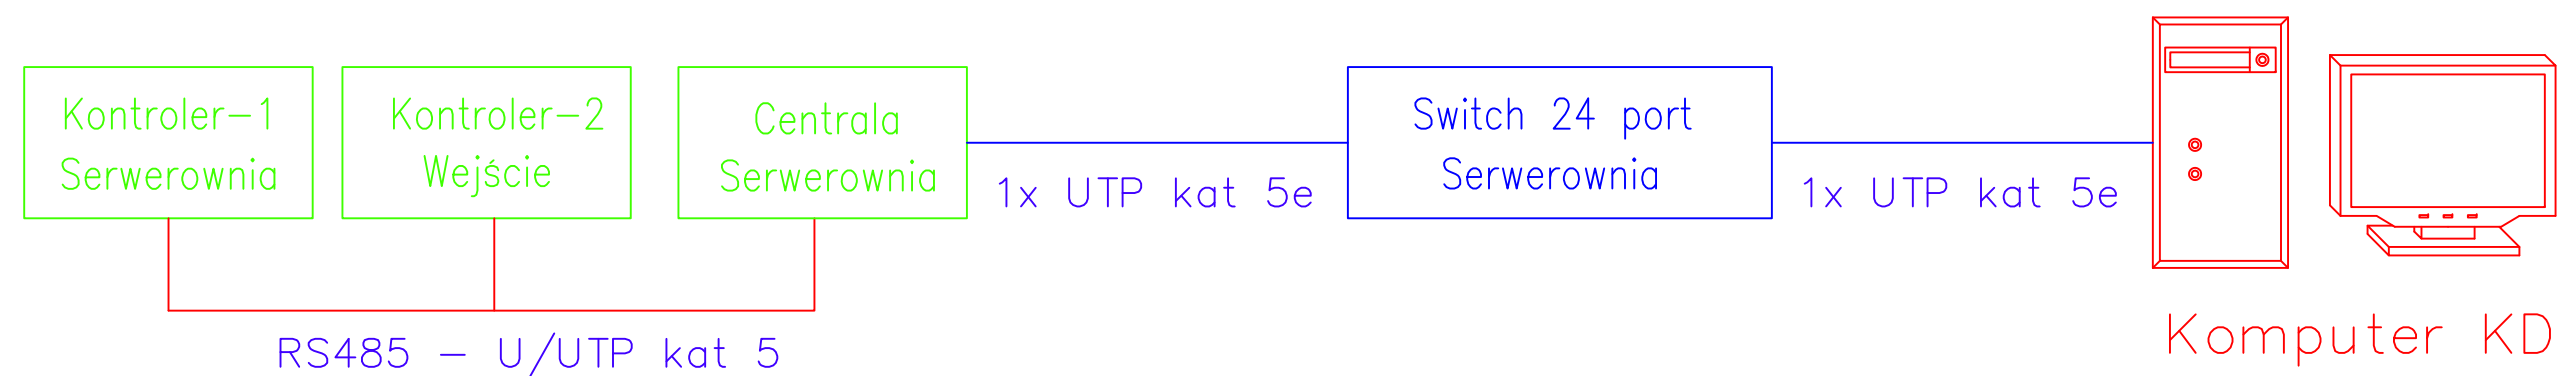 Kontroler-1
Serwerownia
Kontroler-2
Wejście
Centrala
Serwerownia
1x UTP kat 5e
Switch 24 port
Serwerownia
1x UTP kat 5e
RS485 - U/UTP kat 5
Komputer KD